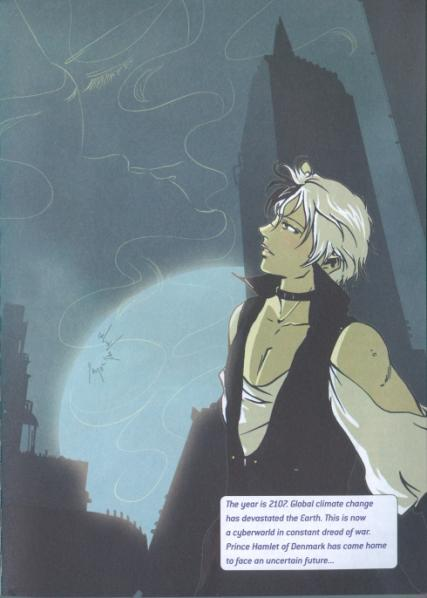 The year is 2107. Global climate change
has devastated the Earth. This is now
a cyberworld in constant dread of war.
Prince Hamlet of Denmark has come home
to face an uncertain future...